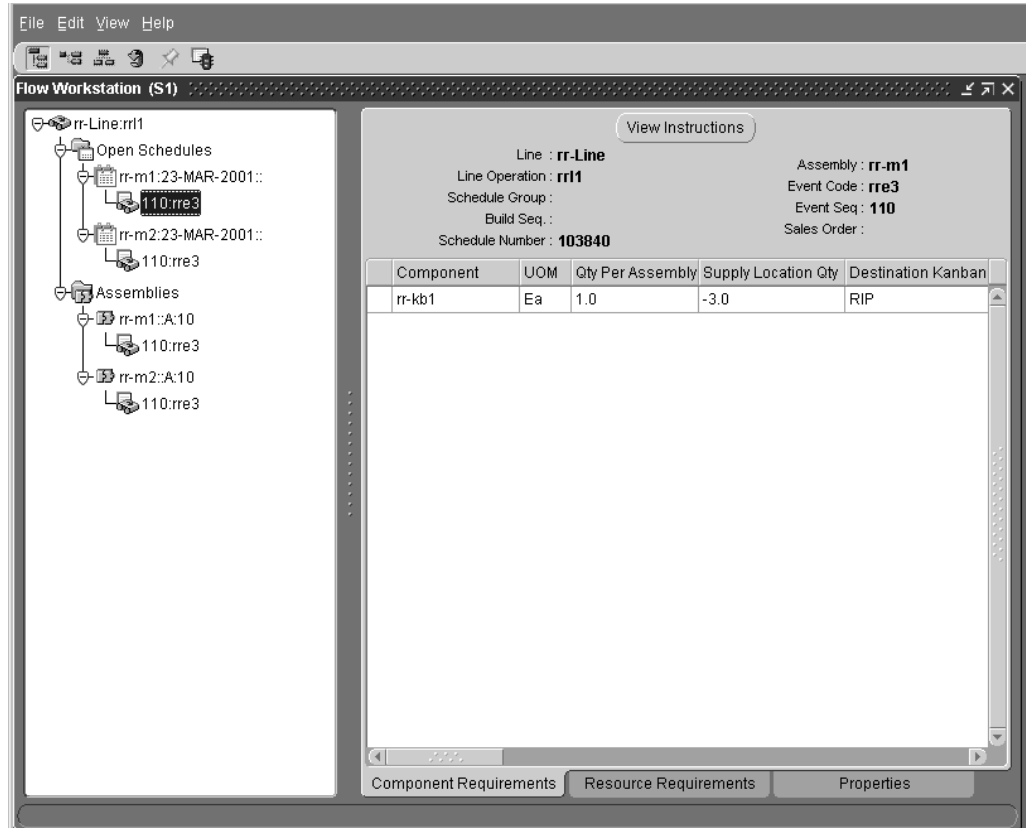 File Edit View Help
Flow Workstation (S1)
rr-Line:rrl1
Open Schedules
rr-m1:23-MAR-2001::
110:rre3
rr-m2:23-MAR-2001::
110:rre3
Assemblies
rr-m1::A:10
110:rre3
rr-m2::A:10
110:rre3
View Instructions
Line : rr-Line
Line Operation : rrl1
Schedule Group :
Build Seq. :
Schedule Number : 103840
Assembly : rr-m1
Event Code : rre3
Event Seq : 110
Sales Order :
Component UOM Qty Per Assembly Supply Location Qty Destination Kanban
rr-kb1 Ea 1.0 -3.0 RIP
Component Requirements Resource Requirements Properties